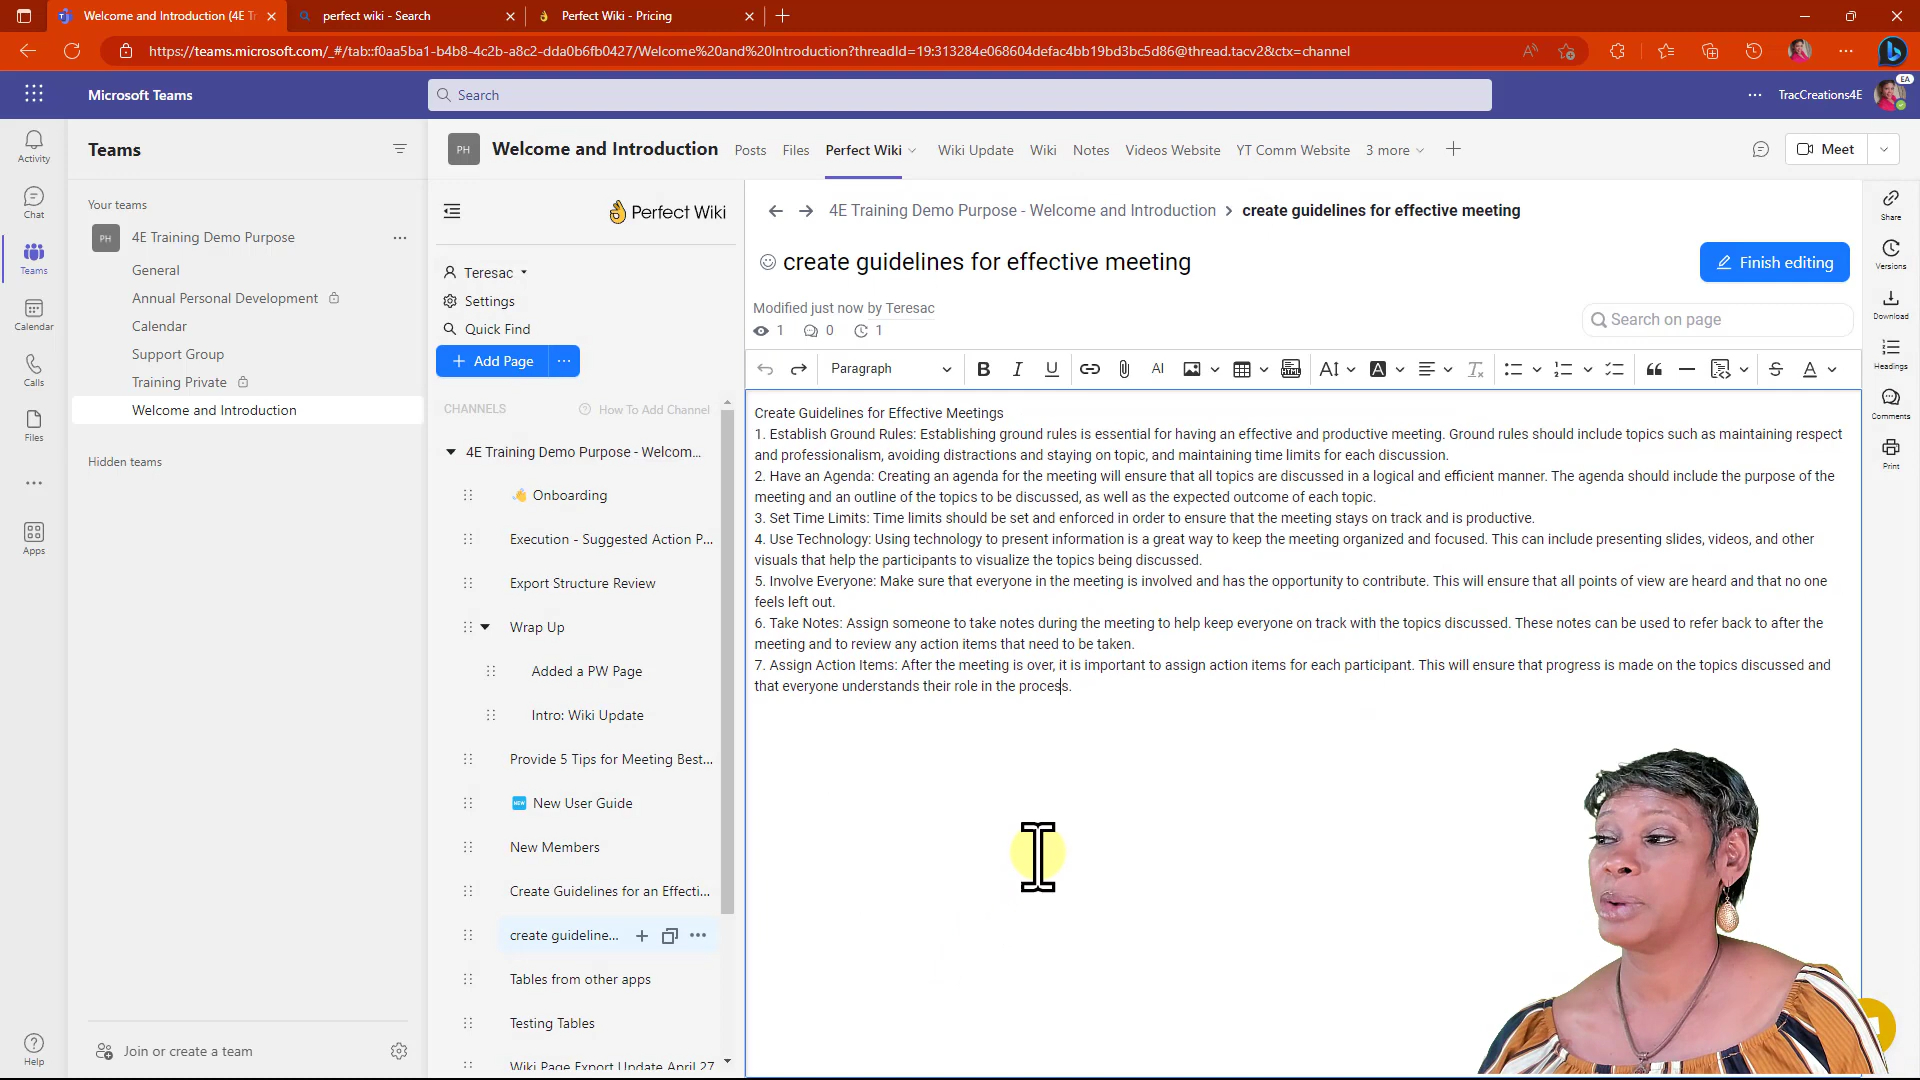 Welcome and Introduction (4E T
perfect wiki - Search
Perfect Wiki - Pricing
https://teams.microsoft.com/_#/tab::f0aa5ba1-b4b8-4c2b-a8c2-dda0b6fb0427/Welcome%20and%20Introduction?threadId=19:313284e068604defac4bb19bd3bc5d86@thread.tacv2&ctx=channel
Microsoft Teams
Search
TracCreations4E
EA
Activity
Chat
Teams
Calendar
Calls
Files
Apps
Help
Teams
Your teams
PH 4E Training Demo Purpose
General
Annual Personal Development
Calendar
Support Group
Training Private
Welcome and Introduction
Hidden teams
Join or create a team
PH Welcome and Introduction Posts Files Perfect Wiki Wiki Update Wiki Notes Videos Website YT Comm Website 3 more
Meet
Perfect Wiki
Teresac
Settings
Quick Find
Add Page
CHANNELS How To Add Channel
4E Training Demo Purpose - Welcom...
Onboarding
Execution - Suggested Action P...
Export Structure Review
Wrap Up
Added a PW Page
Intro: Wiki Update
Provide 5 Tips for Meeting Best...
NEW New User Guide
New Members
Create Guidelines for an Effecti...
create guideline...
Tables from other apps
Testing Tables
Wiki Page Export Update April 27
4E Training Demo Purpose - Welcome and Introduction > create guidelines for effective meeting
create guidelines for effective meeting
Finish editing
Modified just now by Teresac
1 0 1
Search on page
Paragraph B I U AI A A
Create Guidelines for Effective Meetings
1. Establish Ground Rules: Establishing ground rules is essential for having an effective and productive meeting. Ground rules should include topics such as maintaining respect
and professionalism, avoiding distractions and staying on topic, and maintaining time limits for each discussion.
2. Have an Agenda: Creating an agenda for the meeting will ensure that all topics are discussed in a logical and efficient manner. The agenda should include the purpose of the
meeting and an outline of the topics to be discussed, as well as the expected outcome of each topic.
3. Set Time Limits: Time limits should be set and enforced in order to ensure that the meeting stays on track and is productive.
4. Use Technology: Using technology to present information is a great way to keep the meeting organized and focused. This can include presenting slides, videos, and other
visuals that help the participants to visualize the topics being discussed.
5. Involve Everyone: Make sure that everyone in the meeting is involved and has the opportunity to contribute. This will ensure that all points of view are heard and that no one
feels left out.
6. Take Notes: Assign someone to take notes during the meeting to help keep everyone on track with the topics discussed. These notes can be used to refer back to after the
meeting and to review any action items that need to be taken.
7. Assign Action Items: After the meeting is over, it is important to assign action items for each participant. This will ensure that progress is made on the topics discussed and
that everyone understands their role in the process.
Share
Versions
Download
Headings
Comments
Print